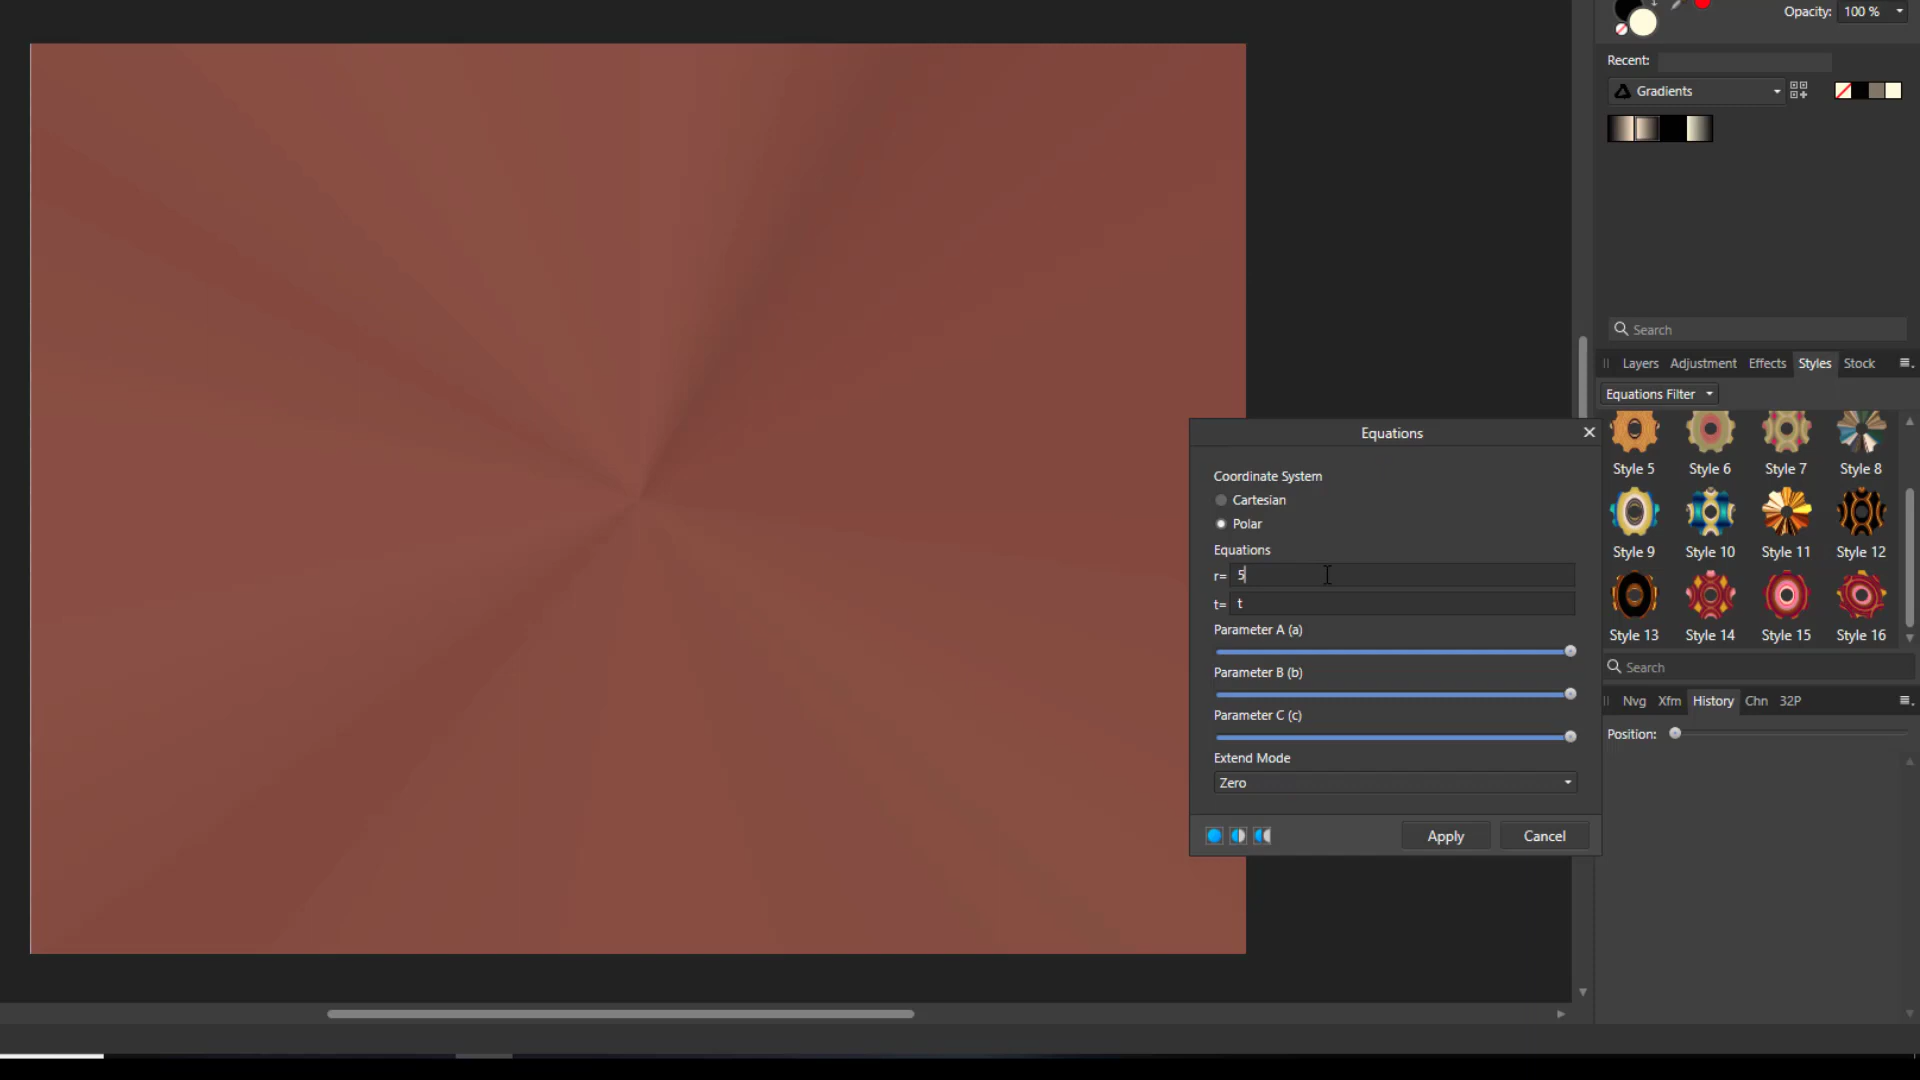 Opacity: 100 %
Recent:
Gradients
Search
Layers Adjustment Effects Styles Stock
Equations Filter
Style 5 Style 6 Style 7 Style 8
Style 9 Style 10 Style 11 Style 12
Style 13 Style 14 Style 15 Style 16
Search
Nvg Xfm History Chn 32P
Position:
Equations
Coordinate System
Cartesian
Polar
Equations
r= 5
t= t
Parameter A (a)
Parameter B (b)
Parameter C (c)
Extend Mode
Zero
Apply Cancel